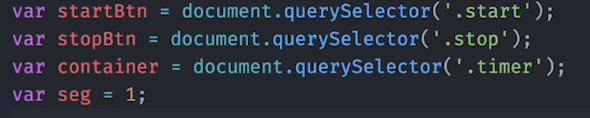 var startBtn = document.querySelector('.start');
var stopBtn = document.querySelector('.stop');
var container = document.querySelector('.timer');
var seg = 1;